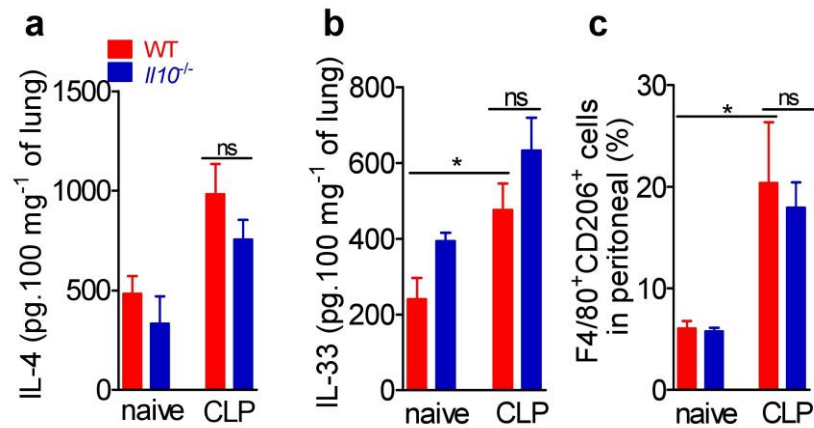 a
WT
Il10-/-
IL-4 (pg.100 mg-1 of lung)
1500
1000
500
0
ns
naive CLP
b
IL-33 (pg.100 mg-1 of lung)
800
600
400
200
0
*
ns
naive CLP
c
F4/80+CD206+ cells
in peritoneal (%)
30
20
10
0
*
ns
naive CLP